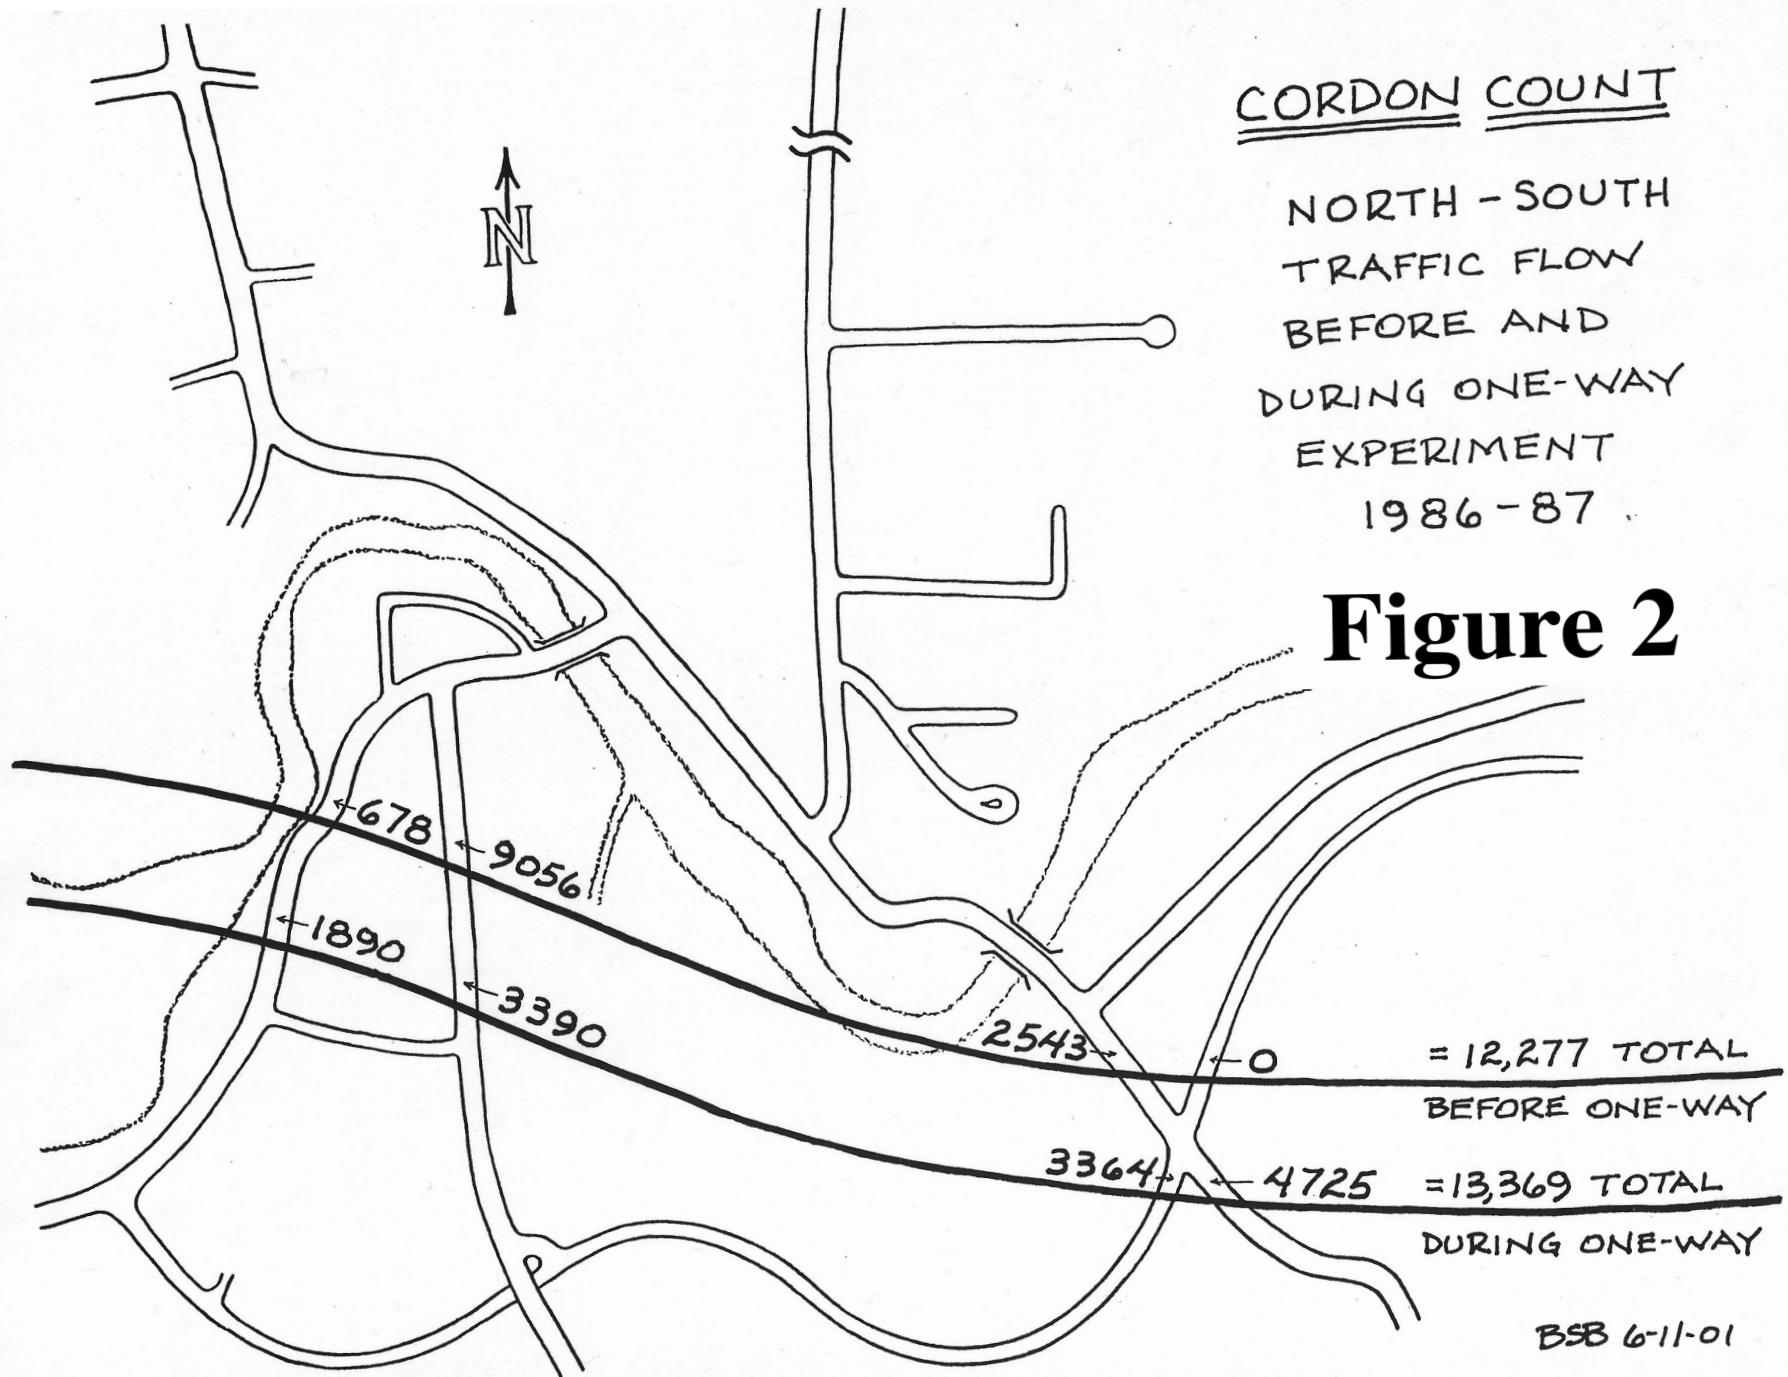 CORDON COUNT
N
NORTH - SOUTH
TRAFFIC FLOW
BEFORE AND
DURING ONE-WAY
EXPERIMENT
1986-87
Figure 2
678
9056
1890
3390
2543
0
= 12,277 TOTAL
BEFORE ONE-WAY
3364
4725
=13,369 TOTAL
DURING ONE-WAY
BSB 6-11-01